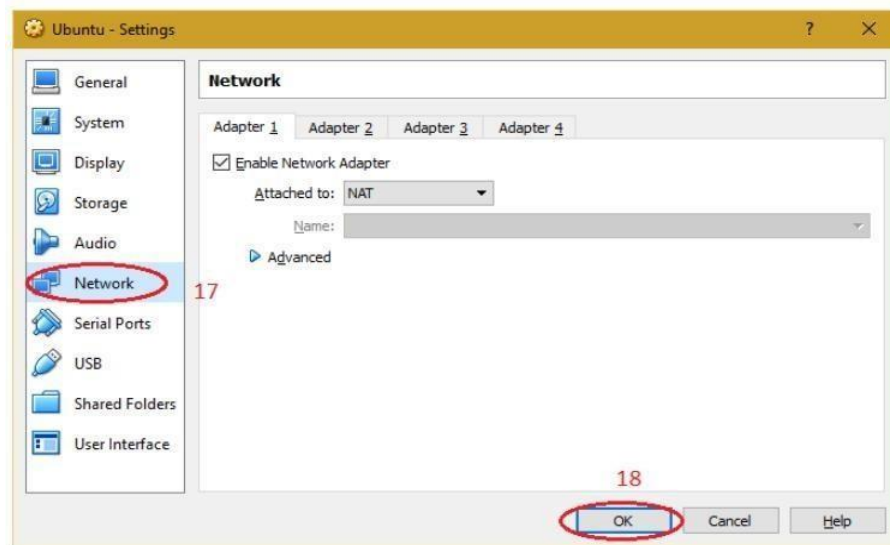 Ubuntu - Settings
?
General
System
Display
Storage
Audio
Network
17
Serial Ports
USB
Shared Folders
User Interface
Network
Adapter 1
Adapter 2
Adapter 3
Adapter 4
Enable Network Adapter
Attached to: NAT
Name:
Advanced
18
OK
Cancel
Help